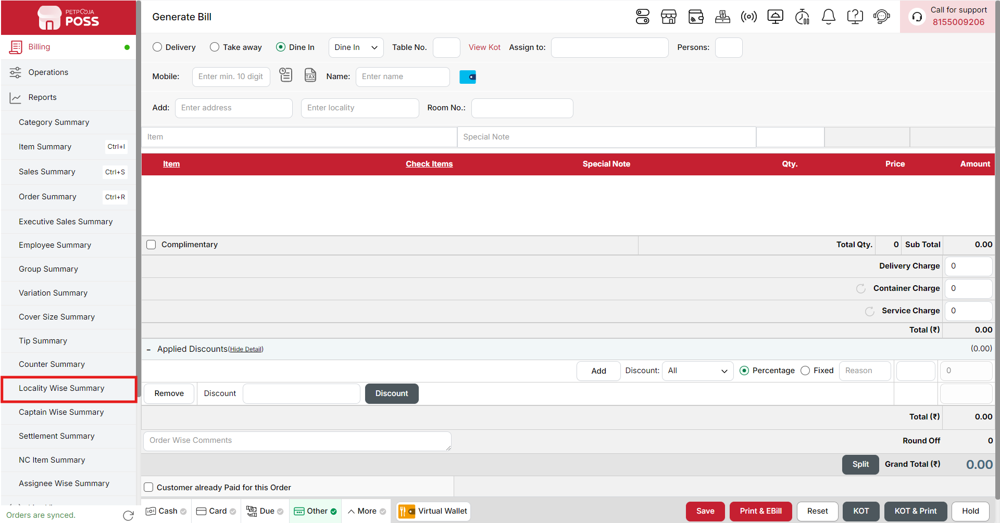 PETPOOJA
POSS
Generate Bill
Call for support
8155009206
Billing
Operations
Reports
Category Summary
Item Summary Ctrl+I
Sales Summary Ctrl+S
Order Summary Ctrl+R
Executive Sales Summary
Employee Summary
Group Summary
Variation Summary
Cover Size Summary
Tip Summary
Counter Summary
Locality Wise Summary
Captain Wise Summary
Settlement Summary
NC Item Summary
Assignee Wise Summary
Orders are synced.
Delivery Take away Dine In Dine In Table No. View Kot Assign to: Persons:
Mobile: Enter min. 10 digit TAX Name: Enter name
Add: Enter address Enter locality Room No.:
Item Special Note
Item Check Items Special Note Qty. Price Amount
Complimentary Total Qty. 0 Sub Total 0.00
Delivery Charge 0
Container Charge 0
Service Charge 0
Total (₹) 0.00
– Applied Discounts(Hide Detail) (0.00)
Add Discount: All Percentage Fixed Reason 0
Remove Discount Discount
Total (₹) 0.00
Order Wise Comments Round Off 0
Split Grand Total (₹) 0.00
Customer already Paid for this Order
Cash Card Due Other More Virtual Wallet Save Print & EBill Reset KOT KOT & Print Hold